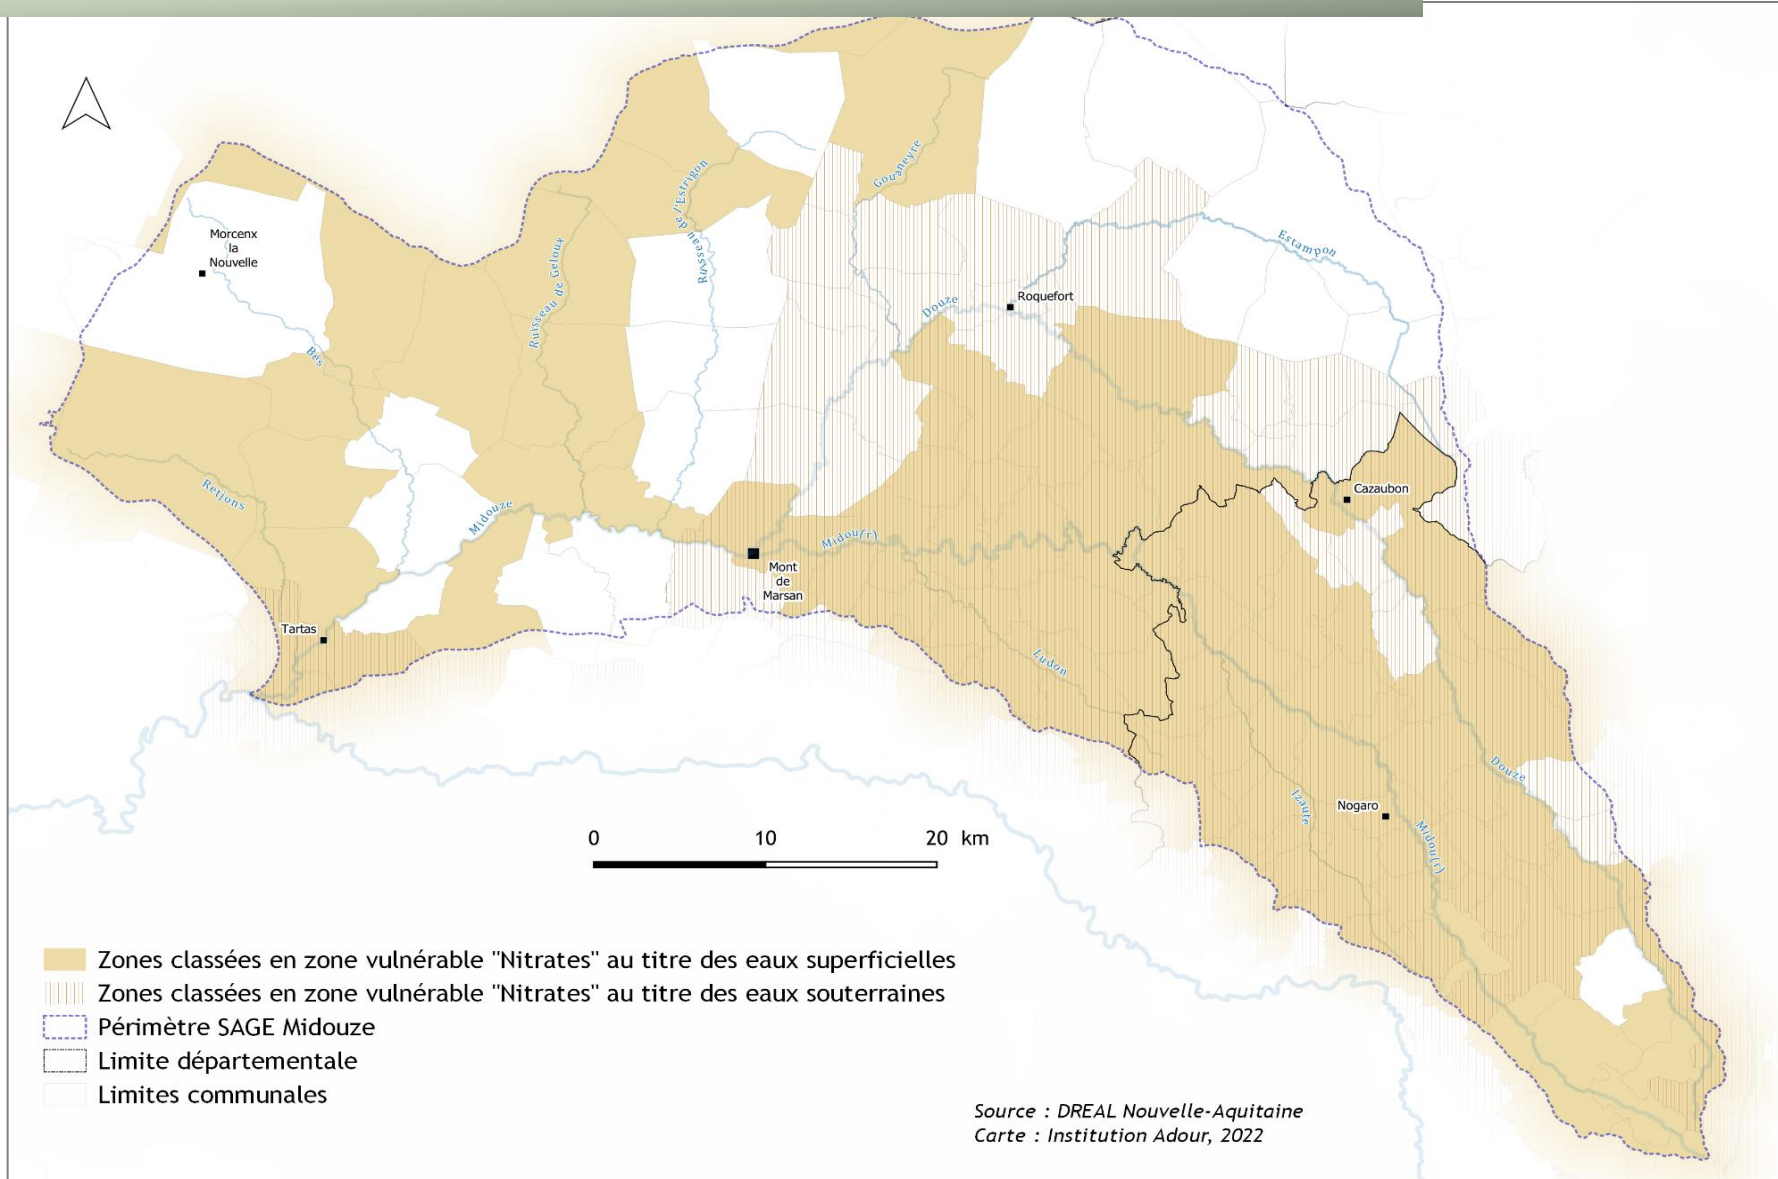 Gouaneyre
Ruisseau de l'Estrigon
Morcenx
la
Nouvelle
Estampon
Ruisseau de Geloux
Roquefort
Douze
Bès
Retjons
Cazaubon
Midouze
Midou(r)
Mont
de
Marsan
Tartas
Ludon
Douze
Izaute
Nogaro
Midou(r)
0 10 20 km
Zones classées en zone vulnérable "Nitrates" au titre des eaux superficielles
Zones classées en zone vulnérable "Nitrates" au titre des eaux souterraines
Périmètre SAGE Midouze
Limite départementale
Limites communales
Source : DREAL Nouvelle-Aquitaine
Carte : Institution Adour, 2022